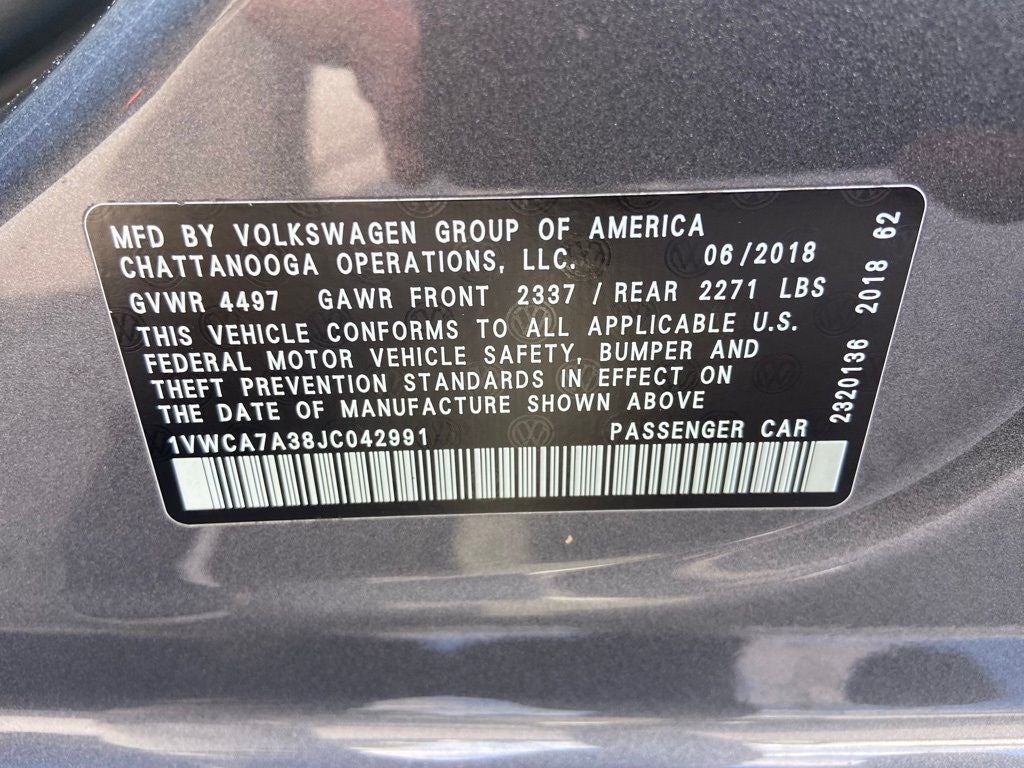 MFD BY VOLKSWAGEN GROUP OF AMERICA
CHATTANOOGA OPERATIONS, LLC. 06/2018
GVWR 4497 GAWR FRONT 2337 / REAR 2271 LBS
THIS VEHICLE CONFORMS TO ALL APPLICABLE U.S.
FEDERAL MOTOR VEHICLE SAFETY, BUMPER AND
THEFT PREVENTION STANDARDS IN EFFECT ON
THE DATE OF MANUFACTURE SHOWN ABOVE
1VWCA7A38JC042991 PASSENGER CAR
2320136 2018 62